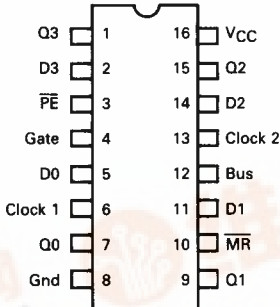 Q3 1 16 VCC
D3 2 15 Q2
PE 3 14 D2
Gate 4 13 Clock 2
D0 5 12 Bus
Clock 1 6 11 D1
Q0 7 10 MR
Gnd 8 9 Q1